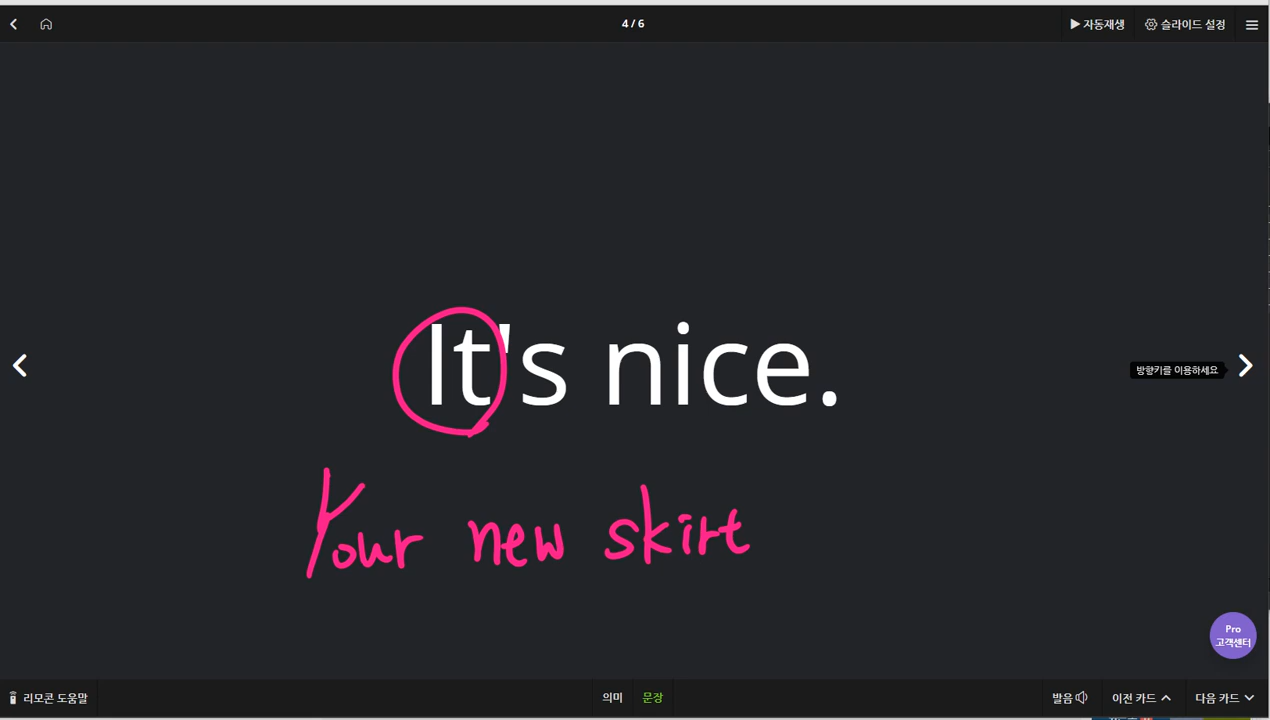 4 / 6
자동재생
슬라이드 설정
It's nice.
방향키를 이용하세요
Your new skirt
Pro
고객센터
리모콘 도움말
의미
문장
발음
이전 카드
다음 카드